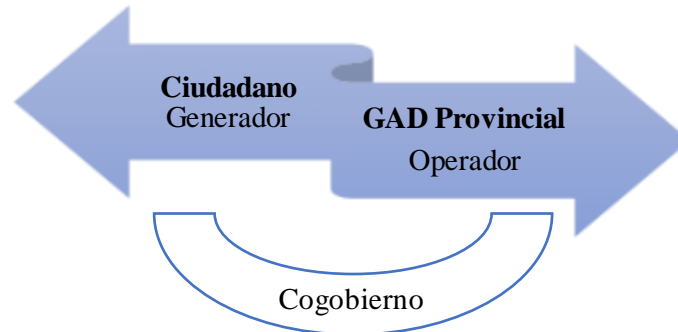 Ciudadano
Generador
GAD Provincial
Operador
Cogobierno